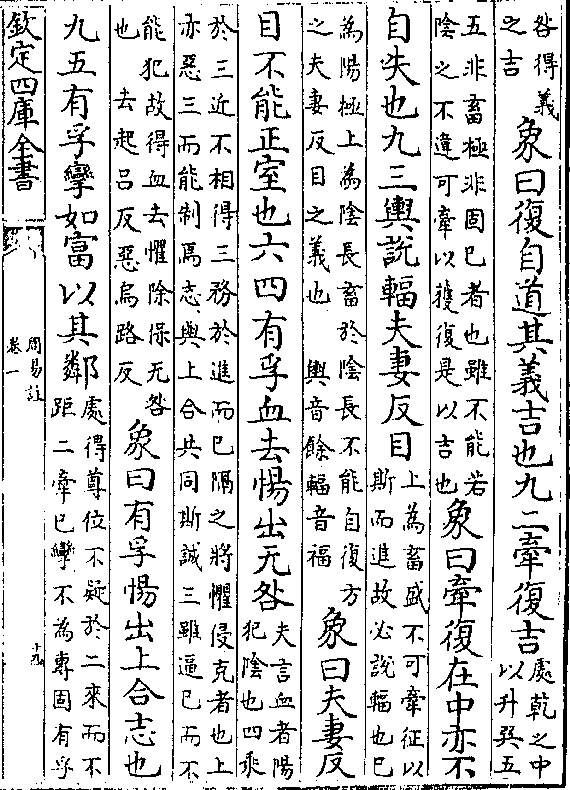 咎得義
之吉
象曰復自道其義吉也九二牽復吉
處乾之中
以升巽五
五非畜極非固已者也雖不能若
陰之不違可牽以獲復是以吉也
象曰牽復在中亦不
自失也九三輿說輻夫妻反目
上為畜盛不可牽征以
斯而進故必說輻也已
為陽極上為陰長畜於陰長不能自復方
之夫妻反目之義也 輿音餘輻音福
象曰夫妻反
目不能正室也六四有孚血去惕出无咎
夫言血者陽
犯陰也四乘
於三近不相得三務於進而已隔之將懼侵克者也上
亦惡三而能制焉志與上合共同斯誠三雖逼已而不
能犯故得血去懼除保无咎
也 去起呂反惡烏路反
象曰有孚惕出上合志也
九五有孚攣如富以其鄰
處得尊位不疑於二來而不
距二牽已攣不為專固有孚
欽定四庫全書
周易註
卷一
十九